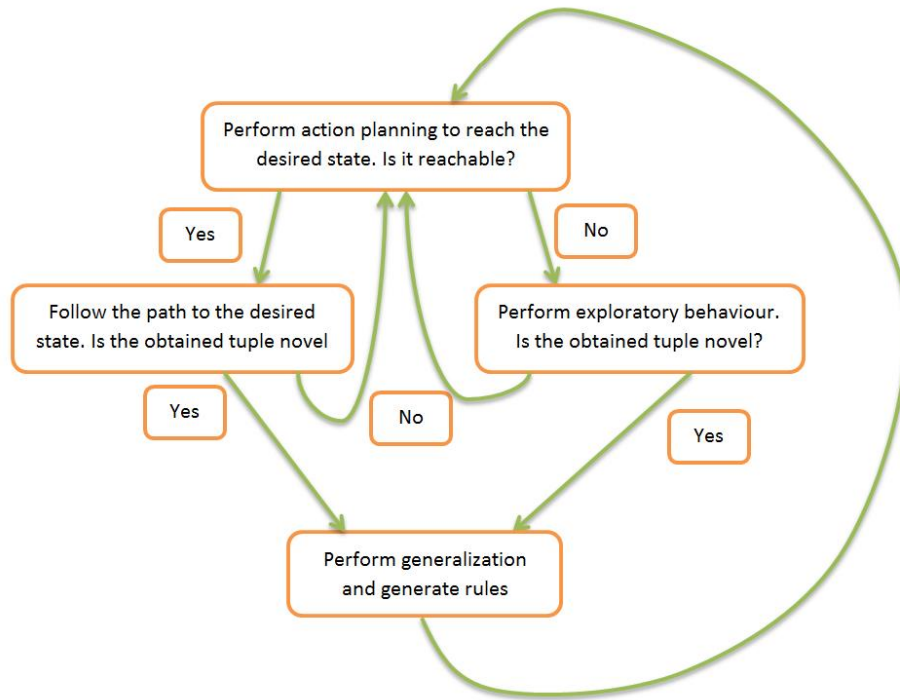 Perform action planning to reach the
desired state. Is it reachable?
Yes
No
Follow the path to the desired
state. Is the obtained tuple novel
Perform exploratory behaviour.
Is the obtained tuple novel?
Yes
No
Yes
Perform generalization
and generate rules